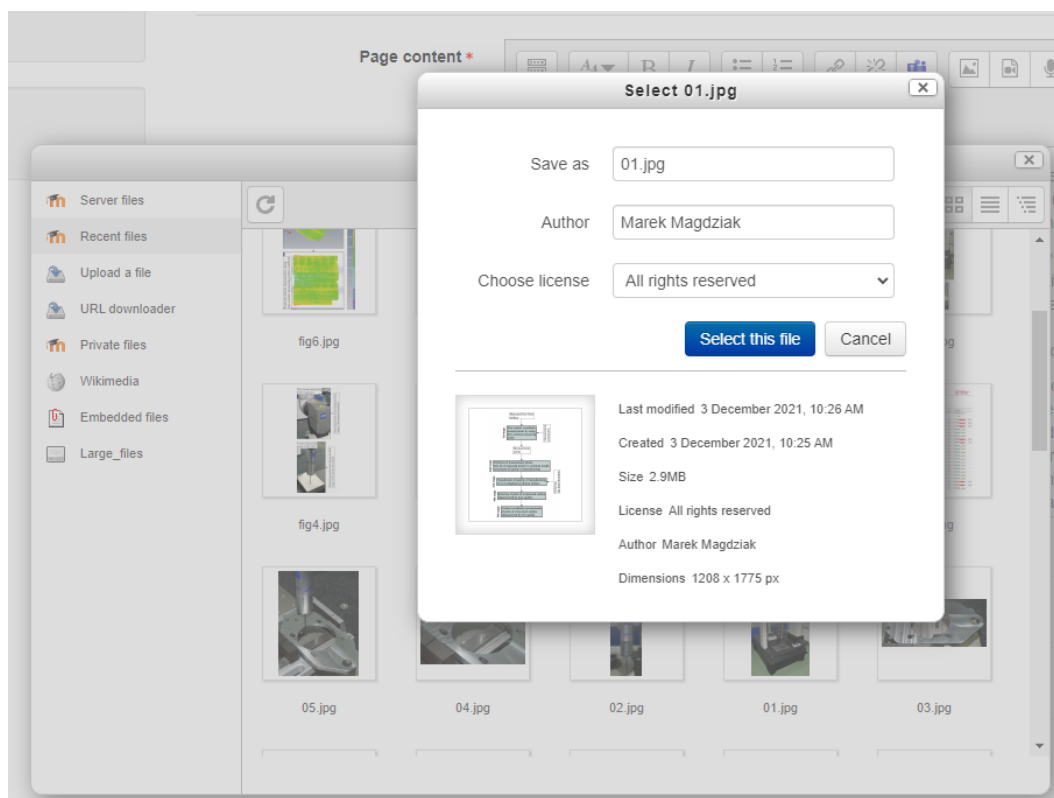 Page content *
Select 01.jpg
Save as 01.jpg
Author Marek Magdziak
Choose license All rights reserved
Select this file Cancel
Last modified 3 December 2021, 10:26 AM
Created 3 December 2021, 10:25 AM
Size 2.9MB
License All rights reserved
Author Marek Magdziak
Dimensions 1208 x 1775 px
Server files
Recent files
Upload a file
URL downloader
Private files
Wikimedia
Embedded files
Large_files
fig6.jpg
fig4.jpg
05.jpg 04.jpg 02.jpg 01.jpg 03.jpg